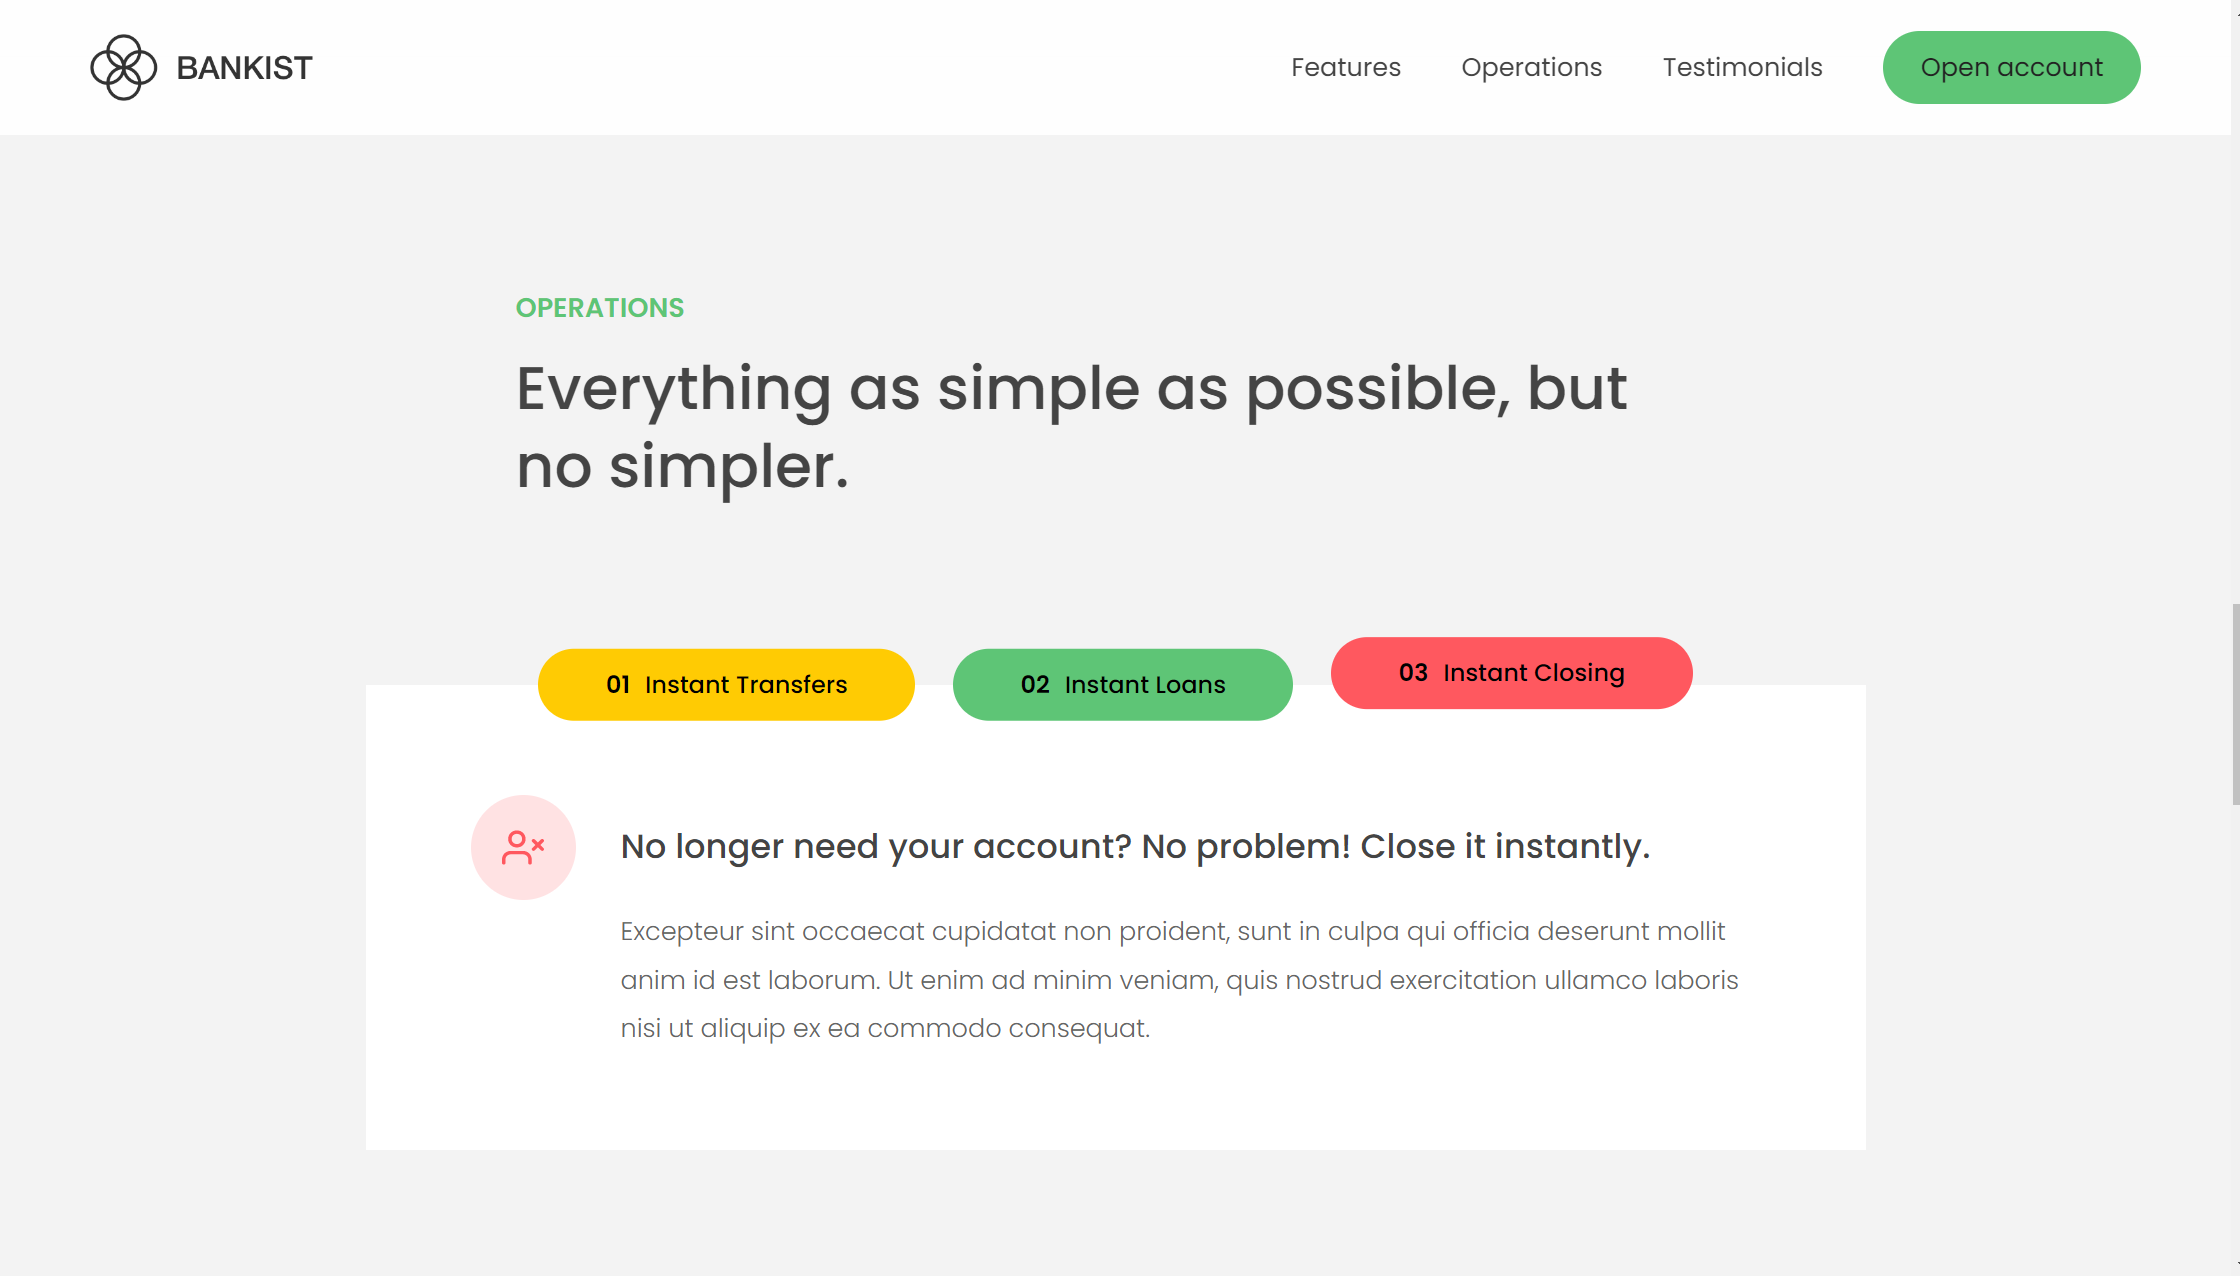 BANKIST
Features
Operations
Testimonials
Open account
OPERATIONS
Everything as simple as possible, but
no simpler.
01 Instant Transfers
02 Instant Loans
03 Instant Closing
No longer need your account? No problem! Close it instantly.
Excepteur sint occaecat cupidatat non proident, sunt in culpa qui officia deserunt mollit
anim id est laborum. Ut enim ad minim veniam, quis nostrud exercitation ullamco laboris
nisi ut aliquip ex ea commodo consequat.